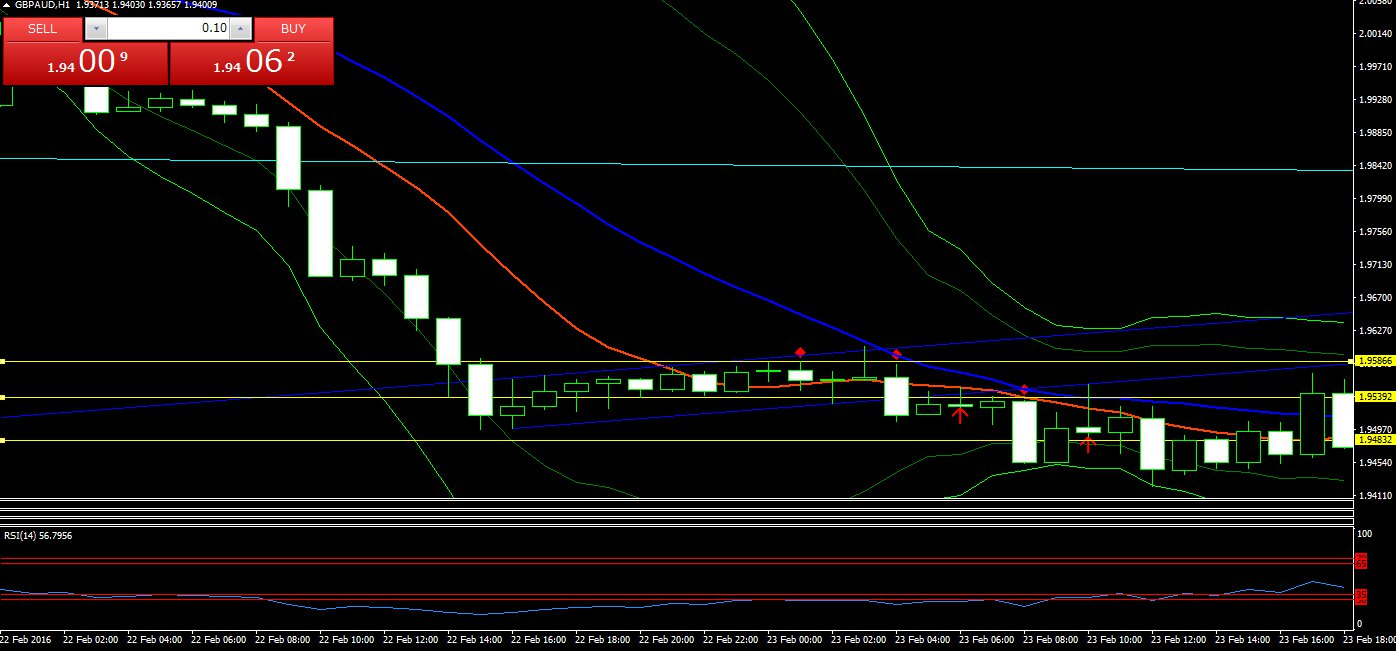 GBPAUD,H1 1.93713 1.94030 1.93657 1.94009
SELL
0.10
BUY
1.94 00 9
1.94 06 2
2.00580
2.00140
1.99710
1.99280
1.98850
1.98420
1.97990
1.97560
1.97130
1.96700
1.96270
1.95866
1.95392
1.94970
1.94832
1.94540
1.94110
RSI(14) 56.7956
100
0
22 Feb 2016
22 Feb 02:00
22 Feb 04:00
22 Feb 06:00
22 Feb 08:00
22 Feb 10:00
22 Feb 12:00
22 Feb 14:00
22 Feb 16:00
22 Feb 18:00
22 Feb 20:00
22 Feb 22:00
23 Feb 00:00
23 Feb 02:00
23 Feb 04:00
23 Feb 06:00
23 Feb 08:00
23 Feb 10:00
23 Feb 12:00
23 Feb 14:00
23 Feb 16:00
23 Feb 18:00